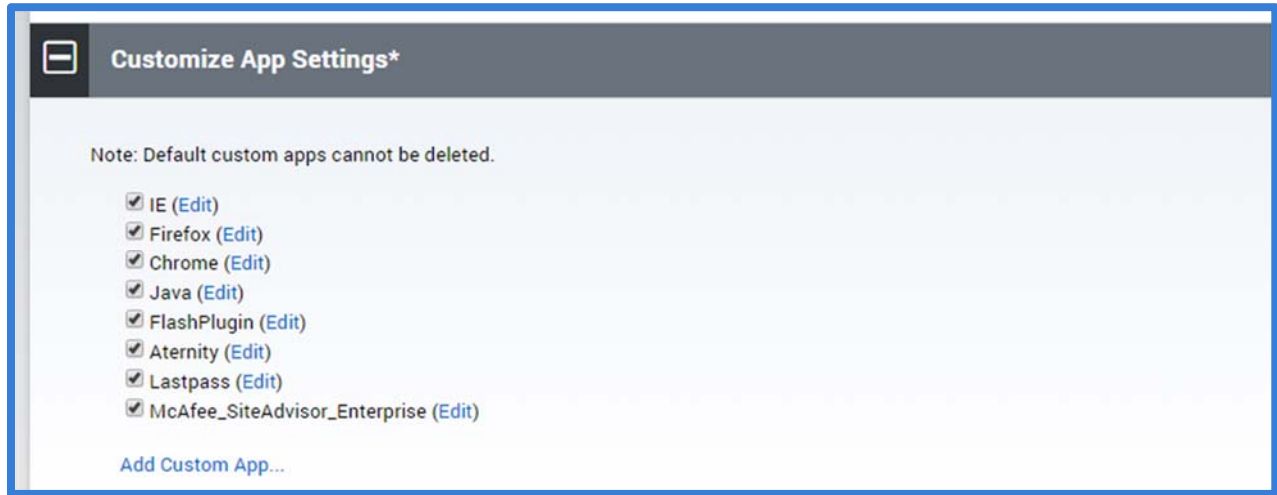 Customize App Settings*
Note: Default custom apps cannot be deleted.
IE (Edit)
Firefox (Edit)
Chrome (Edit)
Java (Edit)
FlashPlugin (Edit)
Aternity (Edit)
Lastpass (Edit)
McAfee_SiteAdvisor_Enterprise (Edit)
Add Custom App...